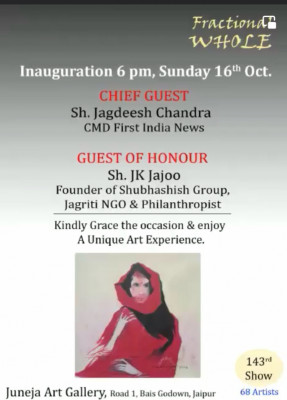 Fractional
WHOLE
Inauguration 6 pm, Sunday 16th Oct.
CHIEF GUEST
Sh. Jagdeesh Chandra
CMD First India News
GUEST OF HONOUR
Sh. JK Jajoo
Founder of Shubhashish Group,
Jagriti NGO & Philanthropist
Kindly Grace the occasion & enjoy
A Unique Art Experience.
143rd
Show
68 Artists
Juneja Art Gallery, Road 1, Bais Godown, Jaipur